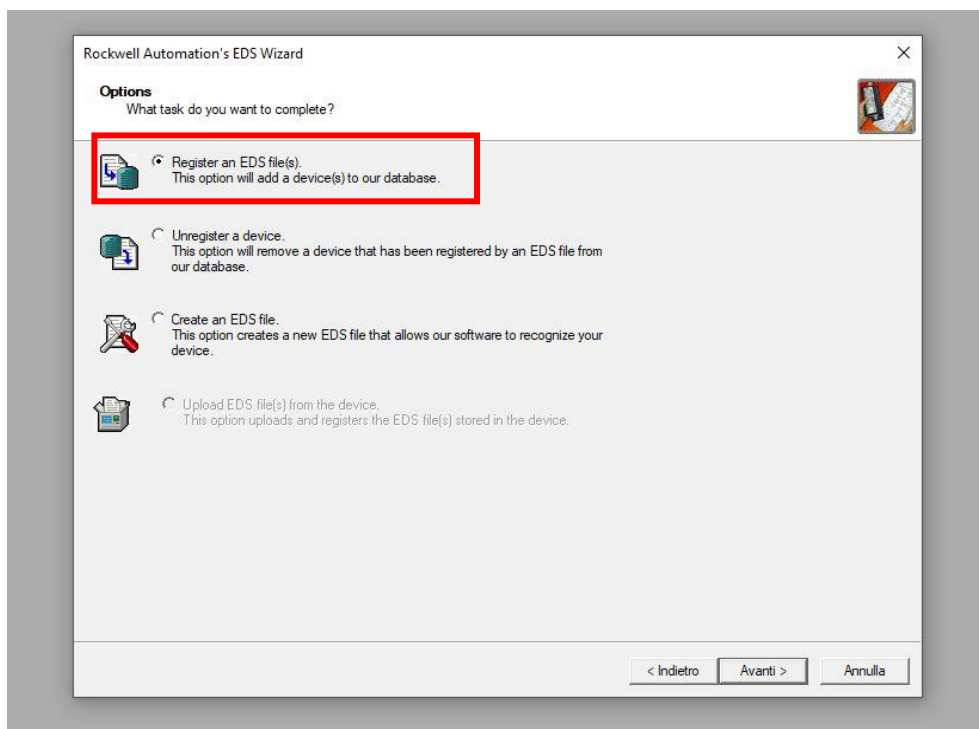 Rockwell Automation's EDS Wizard
Options
What task do you want to complete?
Register an EDS file(s).
This option will add a device(s) to our database.
Unregister a device.
This option will remove a device that has been registered by an EDS file from
our database.
Create an EDS file.
This option creates a new EDS file that allows our software to recognize your
device.
Upload EDS file(s) from the device.
This option uploads and registers the EDS file(s) stored in the device.
< Indietro
Avanti >
Annulla